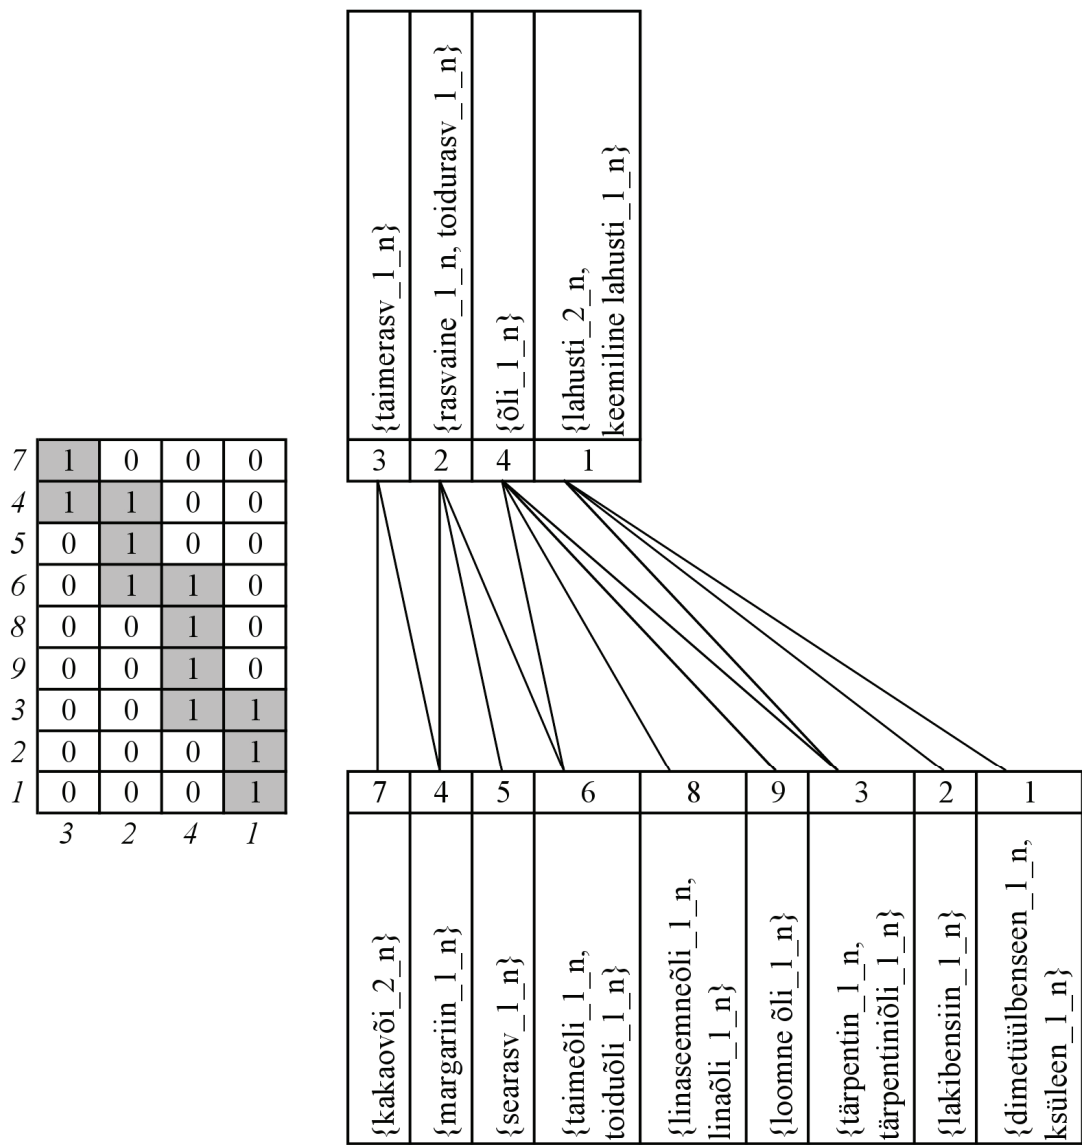 {taimerasv_1_n}
{rasvaine_1_n, toidurasv_1_n}
{õli_1_n}
{lahusti_2_n,
keemiline lahusti_1_n}
3 2 4 1
7 1 0 0 0
4 1 1 0 0
5 0 1 0 0
6 0 1 1 0
8 0 0 1 0
9 0 0 1 0
3 0 0 1 1
2 0 0 0 1
1 0 0 0 1
3 2 4 1
7 4 5 6 8 9 3 2 1
{kakaovõi_2_n}
{margariin_1_n}
{searasv_1_n}
{taimeõli_1_n,
toiduõli_1_n}
{linaseemneõli_1_n,
linaõli_1_n}
{loomne õli_1_n}
{tärpentin_1_n,
tärpentiniõli_1_n}
{lakibensiin_1_n}
{dimetüülbenseen_1_n,
ksüleen_1_n}